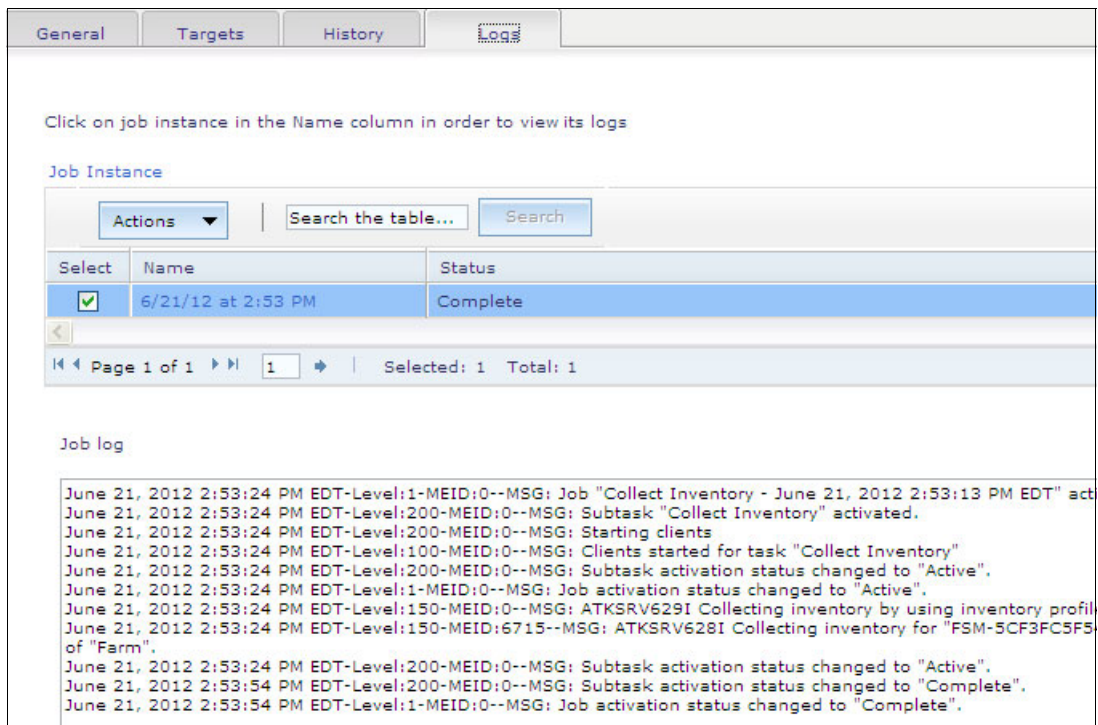 General Targets History Logs
Click on job instance in the Name column in order to view its logs
Job Instance
Actions Search the table... Search
Select Name Status
6/21/12 at 2:53 PM Complete
Page 1 of 1 1 Selected: 1 Total: 1
Job log
June 21, 2012 2:53:24 PM EDT-Level:1-MEID:0--MSG: Job "Collect Inventory - June 21, 2012 2:53:13 PM EDT" acti
June 21, 2012 2:53:24 PM EDT-Level:200-MEID:0--MSG: Subtask "Collect Inventory" activated.
June 21, 2012 2:53:24 PM EDT-Level:200-MEID:0--MSG: Starting clients
June 21, 2012 2:53:24 PM EDT-Level:100-MEID:0--MSG: Clients started for task "Collect Inventory"
June 21, 2012 2:53:24 PM EDT-Level:200-MEID:0--MSG: Subtask activation status changed to "Active".
June 21, 2012 2:53:24 PM EDT-Level:1-MEID:0--MSG: Job activation status changed to "Active".
June 21, 2012 2:53:24 PM EDT-Level:150-MEID:0--MSG: ATKSRV629I Collecting inventory by using inventory profil
June 21, 2012 2:53:24 PM EDT-Level:150-MEID:6715--MSG: ATKSRV628I Collecting inventory for "FSM-5CF3FC5F5
of "Farm".
June 21, 2012 2:53:24 PM EDT-Level:200-MEID:0--MSG: Subtask activation status changed to "Active".
June 21, 2012 2:53:54 PM EDT-Level:200-MEID:0--MSG: Subtask activation status changed to "Complete".
June 21, 2012 2:53:54 PM EDT-Level:1-MEID:0--MSG: Job activation status changed to "Complete".